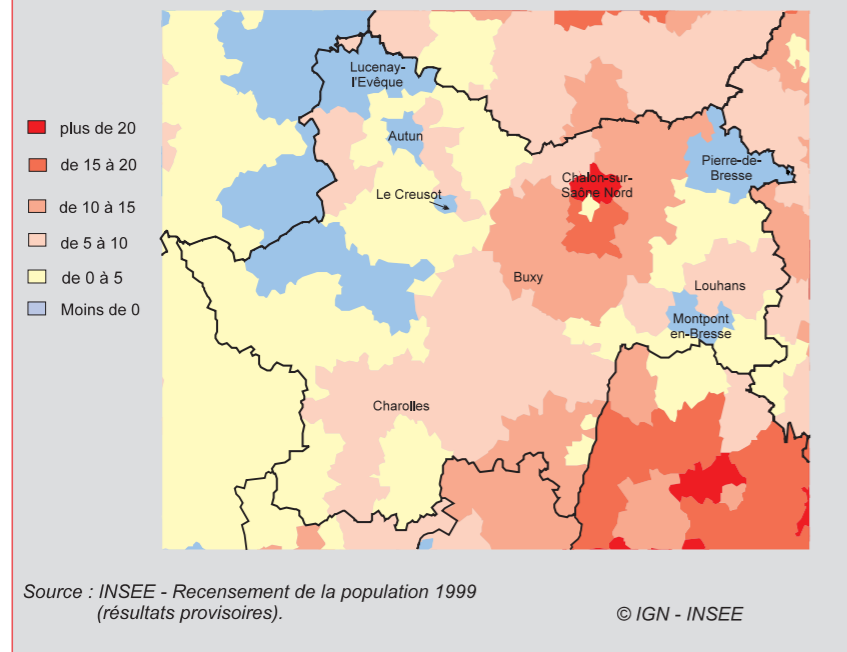 plus de 20
de 15 à 20
de 10 à 15
de 5 à 10
de 0 à 5
Moins de 0
Lucenay-
l'Evêque
Autun
Le Creusot
Chalon-sur-
Saône Nord
Pierre-de-
Bresse
Buxy
Louhans
Montpont
en-Bresse
Charolles
Source : INSEE - Recensement de la population 1999
(résultats provisoires).
© IGN - INSEE